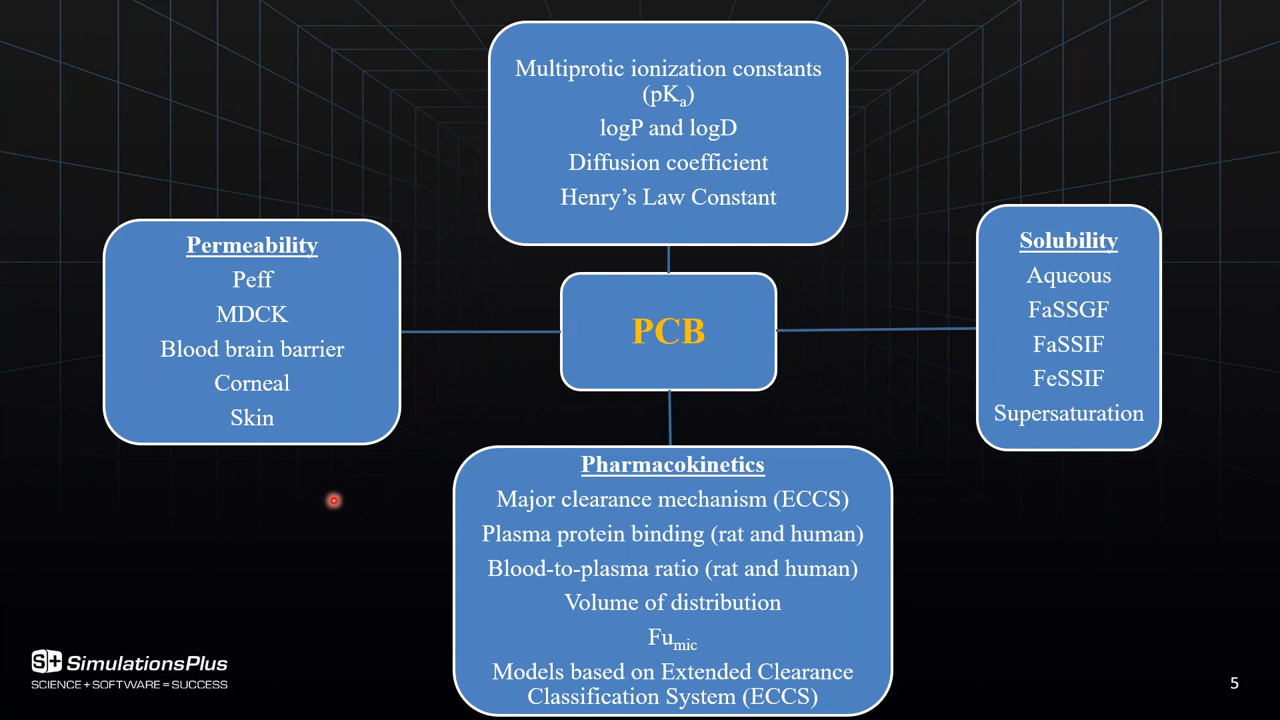 Multiprotic ionization constants
(pKa)
logP and logD
Diffusion coefficient
Henry’s Law Constant
Permeability
Peff
MDCK
Blood brain barrier
Corneal
Skin
PCB
Solubility
Aqueous
FaSSGF
FaSSIF
FeSSIF
Supersaturation
Pharmacokinetics
Major clearance mechanism (ECCS)
Plasma protein binding (rat and human)
Blood-to-plasma ratio (rat and human)
Volume of distribution
Fumic
Models based on Extended Clearance
Classification System (ECCS)
S+ SimulationsPlus
SCIENCE + SOFTWARE = SUCCESS
5